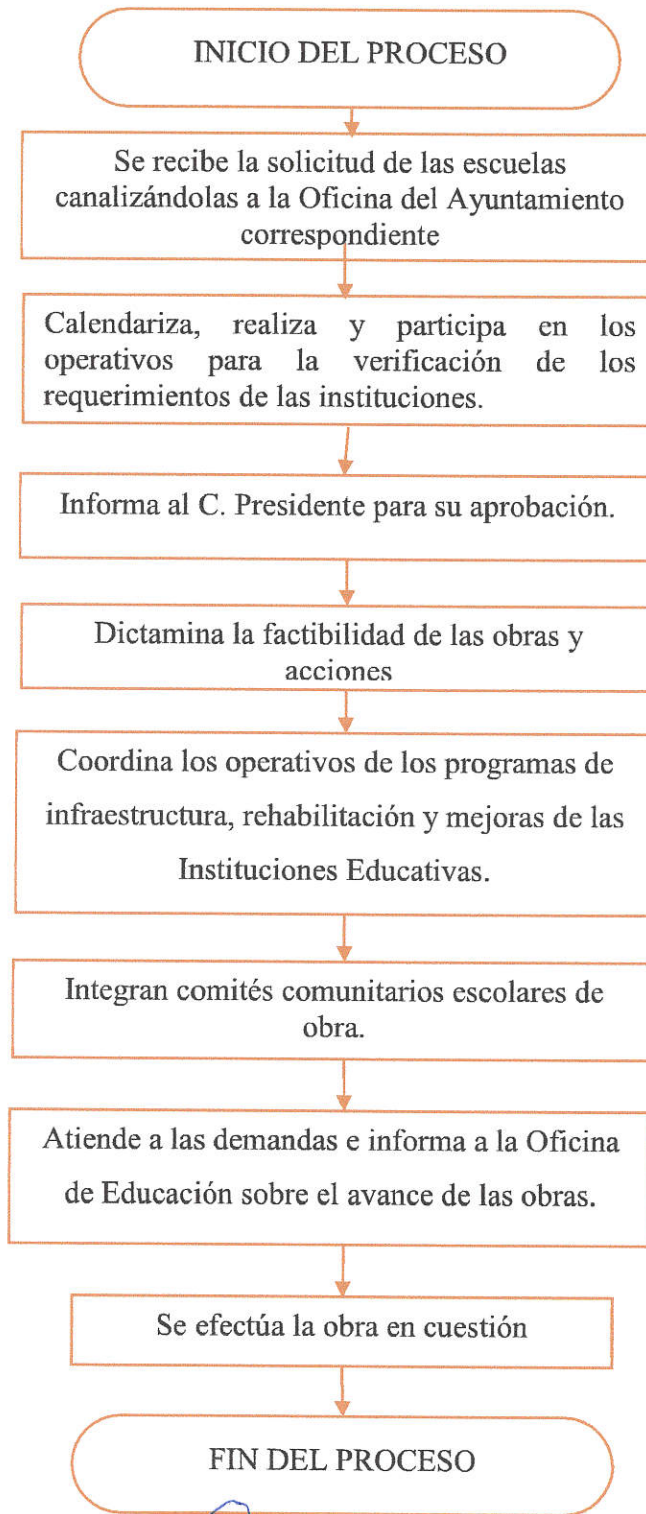 INICIO DEL PROCESO
Se recibe la solicitud de las escuelas
canalizándolas a la Oficina del Ayuntamiento
correspondiente
Calendariza, realiza y participa en los
operativos para la verificación de los
requerimientos de las instituciones.
Informa al C. Presidente para su aprobación.
Dictamina la factibilidad de las obras y
acciones
Coordina los operativos de los programas de
infraestructura, rehabilitación y mejoras de las
Instituciones Educativas.
Integran comités comunitarios escolares de
obra.
Atiende a las demandas e informa a la Oficina
de Educación sobre el avance de las obras.
Se efectúa la obra en cuestión
FIN DEL PROCESO